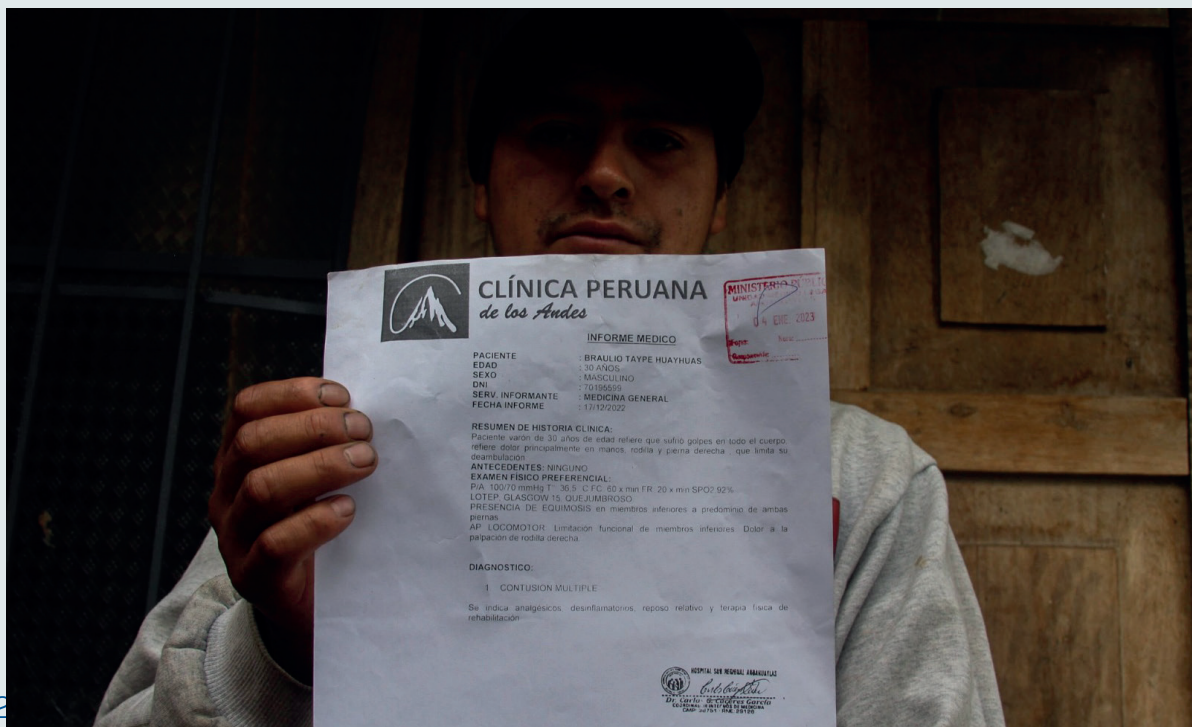 CLÍNICA PERUANA
de los Andes
MINISTERIO
04 ENE 2023
INFORME MEDICO
PACIENTE : BRAULIO TAYPE HUAYHUAS
EDAD : 30 AÑOS
SEXO : MASCULINO
DNI : 70195599
SERV. INFORMANTE : MEDICINA GENERAL
FECHA INFORME : 17/12/2022
RESUMEN DE HISTORIA CLINICA:
Paciente varón de 30 años de edad refiere que sufrió golpes en todo el cuerpo,
refiere dolor principalmente en manos, rodilla y pierna derecha , que limita su
deambulación
ANTECEDENTES: NINGUNO
EXAMEN FÍSICO PREFERENCIAL:
P/A: 100/70 mmHg T°: 36.5 °C FC: 60 x min FR: 20 x min SPO2 92%
LOTEP, GLASGOW 15, QUEJUMBROSO
PRESENCIA DE EQUIMOSIS en miembros inferiores a predominio de ambas
piernas
AP LOCOMOTOR: Limitación funcional de miembros inferiores. Dolor a la
palpación de rodilla derecha.
DIAGNOSTICO:
1 CONTUSION MULTIPLE
Se indica analgésicos, desinflamatorios, reposo relativo y terapia física de
rehabilitación
HOSPITAL SUB REGIONAL ANDAHUAYLAS
Dr. Carlo G. Cáceres García